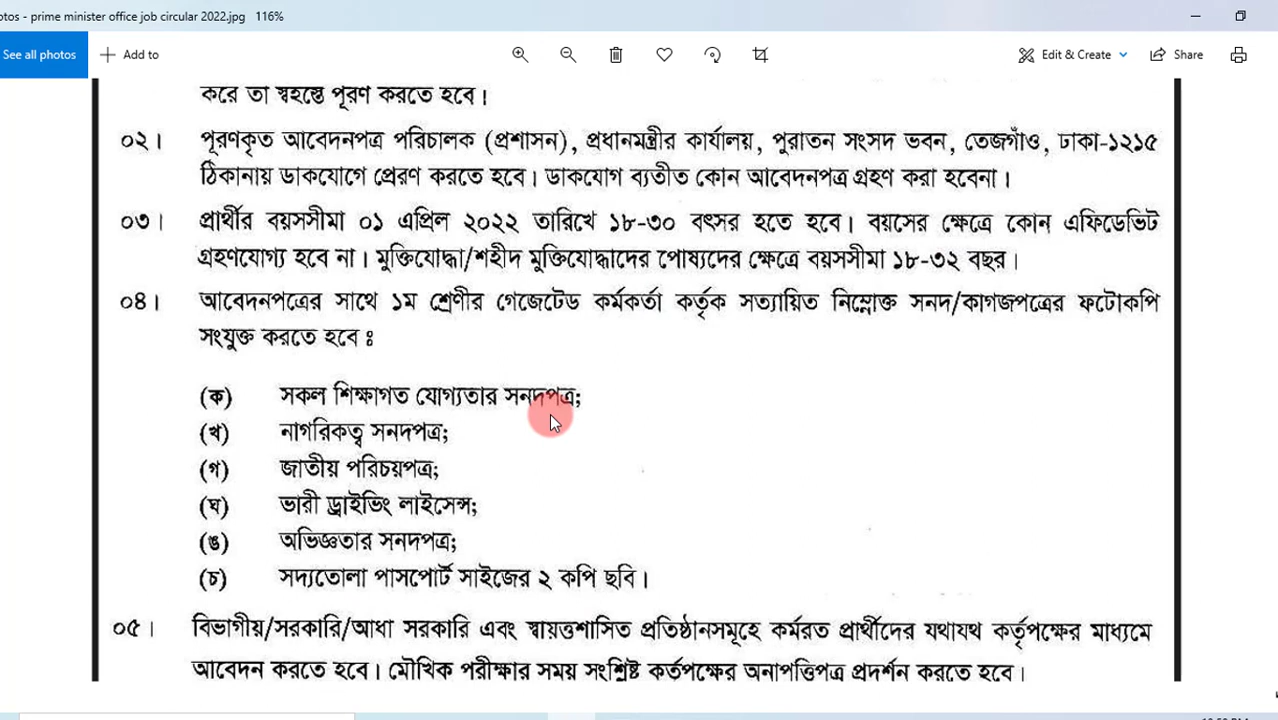 otos - prime minister office job circular 2022.jpg 116%
See all photos
Add to
Edit & Create
Share
করে তা স্বহস্তে পূরণ করতে হবে।
০২। পূরণকৃত আবেদনপত্র পরিচালক (প্রশাসন), প্রধানমন্ত্রীর কার্যালয়, পুরাতন সংসদ ভবন, তেজগাঁও, ঢাকা-১২১৫
ঠিকানায় ডাকযোগে প্রেরণ করতে হবে। ডাকযোগ ব্যতীত কোন আবেদনপত্র গ্রহণ করা হবেনা।
০৩। প্রার্থীর বয়সসীমা ০১ এপ্রিল ২০২২ তারিখে ১৮-৩০ বৎসর হতে হবে। বয়সের ক্ষেত্রে কোন এফিডেভিট
গ্রহণযোগ্য হবে না। মুক্তিযোদ্ধা/শহীদ মুক্তিযোদ্ধাদের পোষ্যদের ক্ষেত্রে বয়সসীমা ১৮-৩২ বছর।
০৪। আবেদনপত্রের সাথে ১ম শ্রেণীর গেজেটেড কর্মকর্তা কর্তৃক সত্যায়িত নিম্নোক্ত সনদ/কাগজপত্রের ফটোকপি
সংযুক্ত করতে হবে ঃ
(ক) সকল শিক্ষাগত যোগ্যতার সনদপত্র;
(খ) নাগরিকত্ব সনদপত্র;
(গ) জাতীয় পরিচয়পত্র;
(ঘ) ভারী ড্রাইভিং লাইসেন্স;
(ঙ) অভিজ্ঞতার সনদপত্র;
(চ) সদ্যতোলা পাসপোর্ট সাইজের ২ কপি ছবি।
০৫। বিভাগীয়/সরকারি/আধা সরকারি এবং স্বায়ত্তশাসিত প্রতিষ্ঠানসমূহে কর্মরত প্রার্থীদের যথাযথ কর্তৃপক্ষের মাধ্যমে
আবেদন করতে হবে। মৌখিক পরীক্ষার সময় সংশ্লিষ্ট কর্তৃপক্ষের অনাপত্তিপত্র প্রদর্শন করতে হবে।